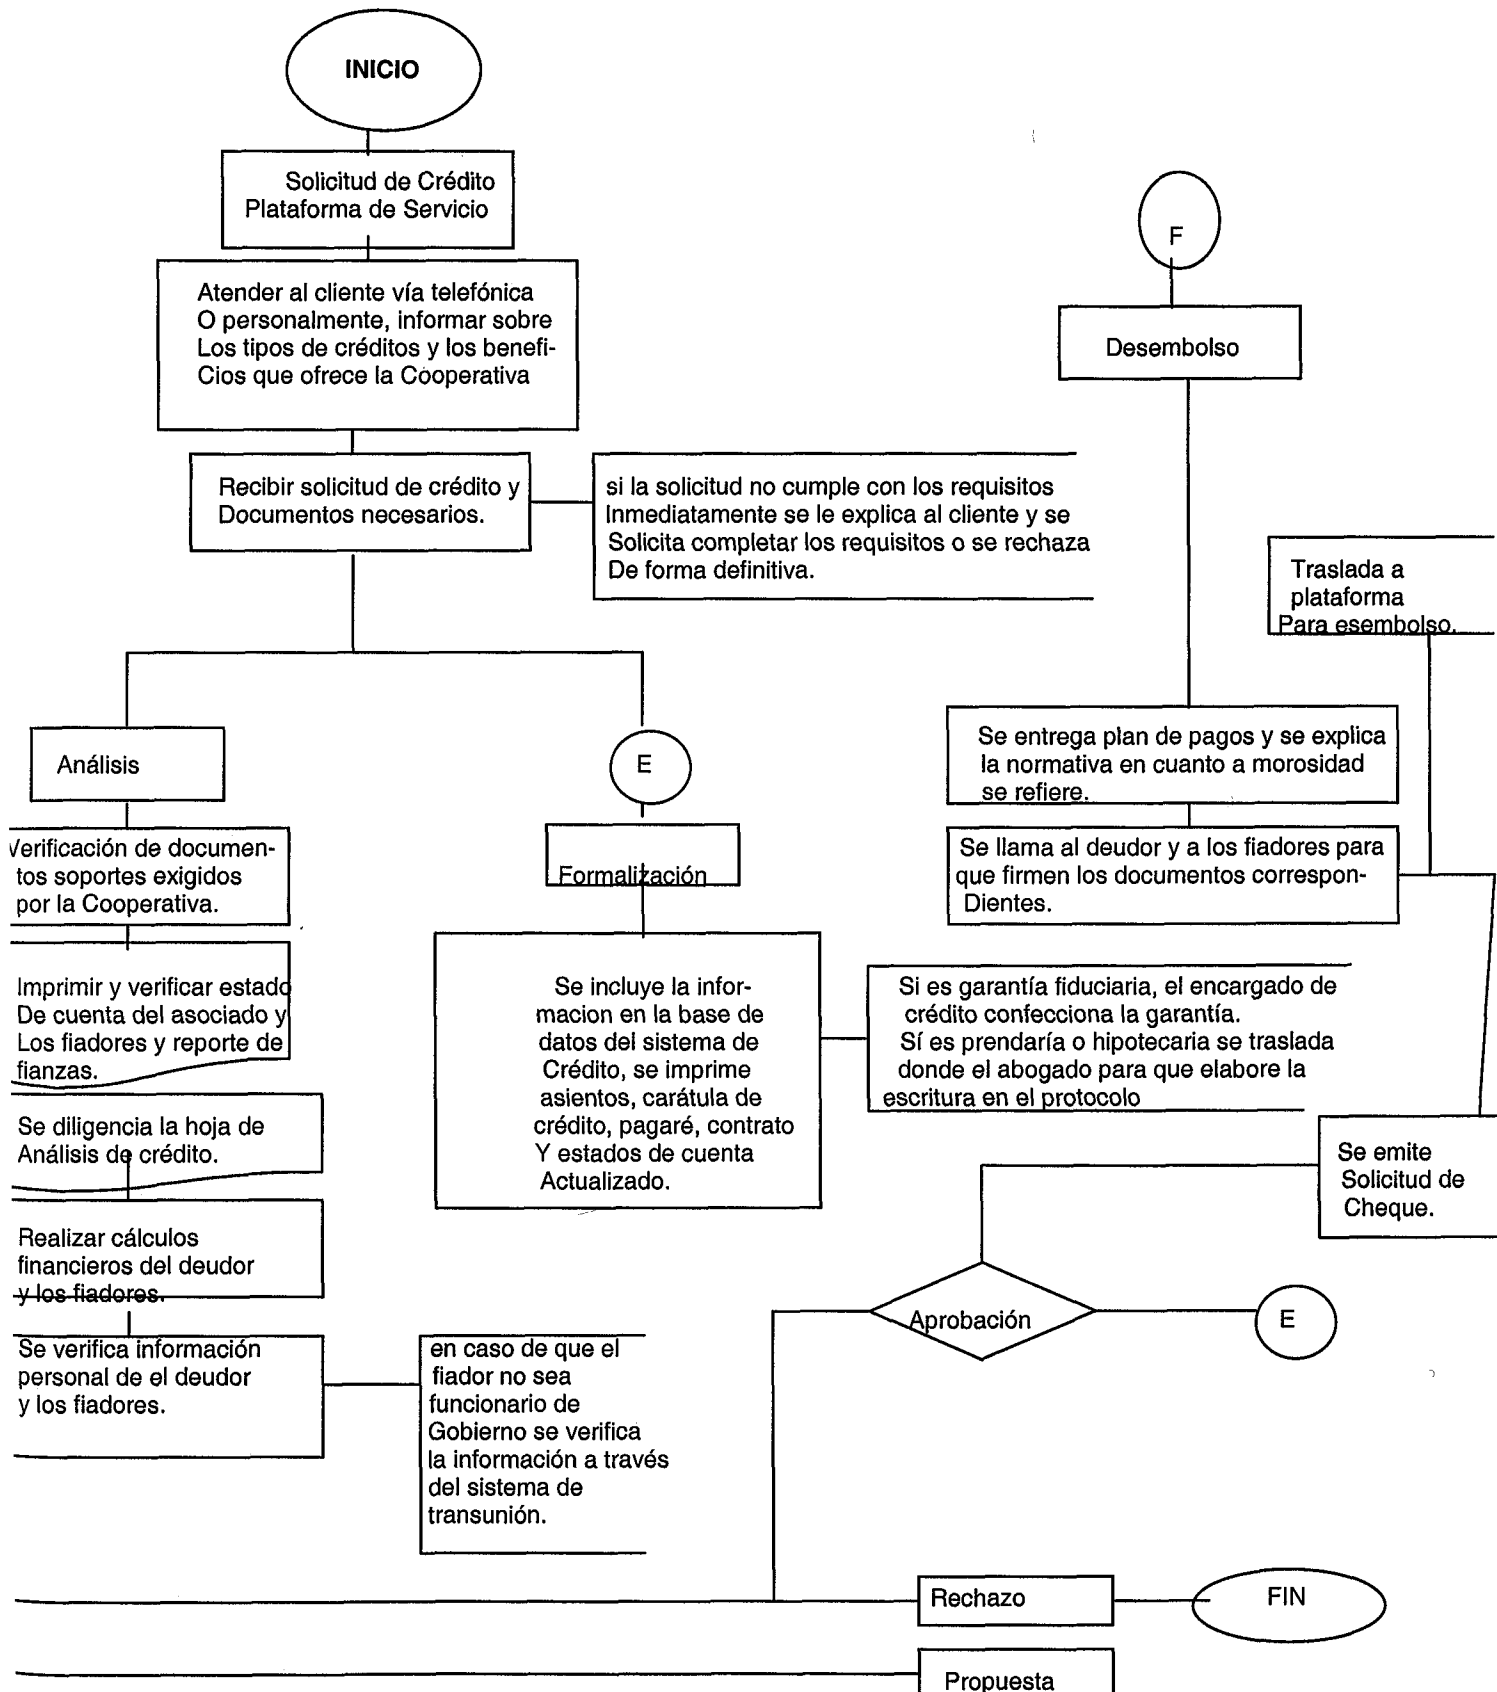 INICIO
Solicitud de Crédito
Plataforma de Servicio
Atender al cliente vía telefónica
O personalmente, informar sobre
Los tipos de créditos y los benefi-
Cios que ofrece la Cooperativa
Recibir solicitud de crédito y
Documentos necesarios.
si la solicitud no cumple con los requisitos
Inmediatamente se le explica al cliente y se
Solicita completar los requisitos o se rechaza
De forma definitiva.
Análisis
Verificación de documen-
tos soportes exigidos
por la Cooperativa.
Imprimir y verificar estado
De cuenta del asociado y
Los fiadores y reporte de
fianzas.
Se diligencia la hoja de
Análisis de crédito.
Realizar cálculos
financieros del deudor
y los fiadores.
Se verifica información
personal de el deudor
y los fiadores.
en caso de que el
fiador no sea
funcionario de
Gobierno se verifica
la información a través
del sistema de
transunión.
E
Formalización
Se incluye la infor-
macion en la base de
datos del sistema de
Crédito, se imprime
asientos, carátula de
crédito, pagaré, contrato
Y estados de cuenta
Actualizado.
Si es garantía fiduciaria, el encargado de
crédito confecciona la garantía.
Sí es prendaría o hipotecaria se traslada
donde el abogado para que elabore la
escritura en el protocolo
F
Desembolso
Se entrega plan de pagos y se explica
la normativa en cuanto a morosidad
se refiere.
Se llama al deudor y a los fiadores para
que firmen los documentos correspon-
Dientes.
Traslada a
plataforma
Para esembolso.
Se emite
Solicitud de
Cheque.
Aprobación
E
Rechazo
FIN
Propuesta